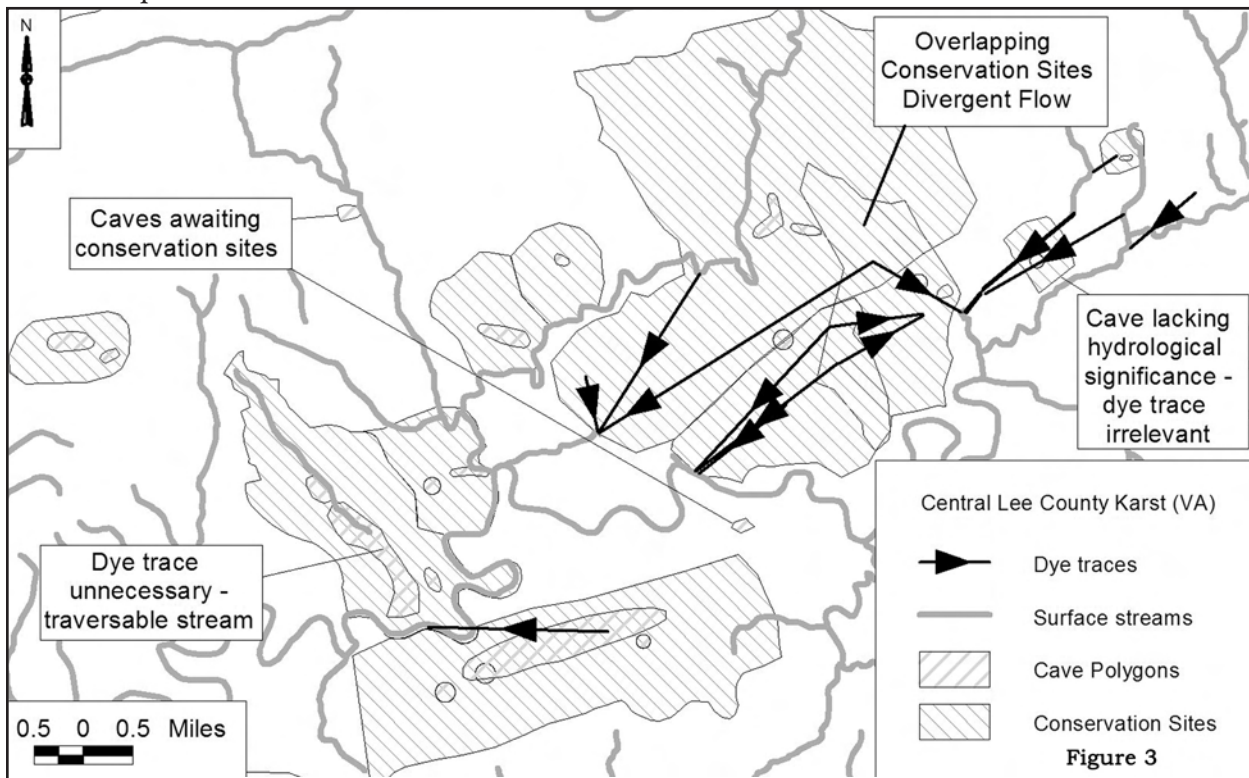 N
Overlapping
Conservation Sites
Divergent Flow
Caves awaiting
conservation sites
Cave lacking
hydrological
significance -
dye trace
irrelevant
Dye trace
unnecessary -
traversable stream
Central Lee County Karst (VA)
Dye traces
Surface streams
Cave Polygons
Conservation Sites
Figure 3
0.5 0 0.5 Miles